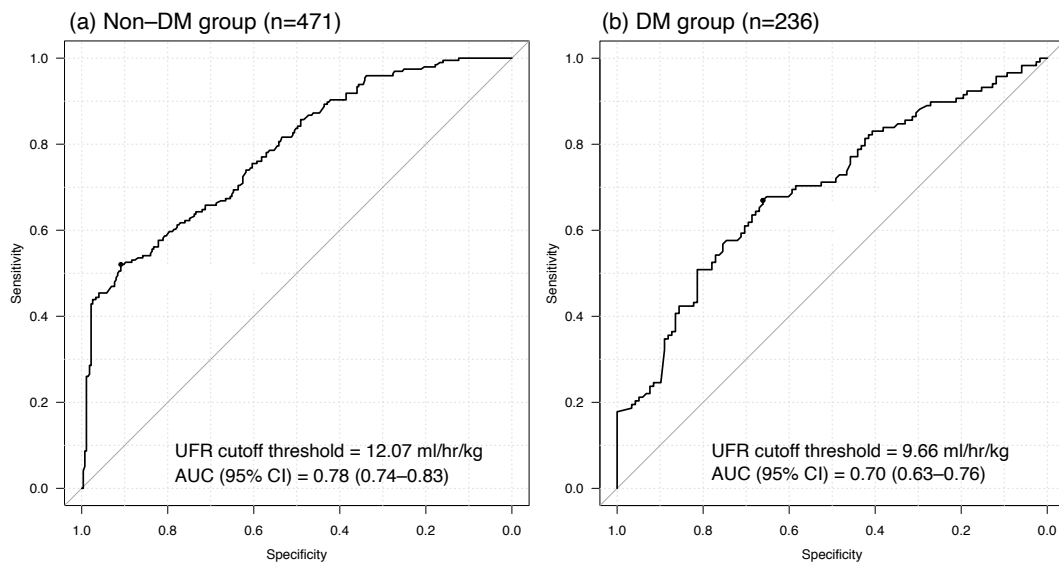 (a) Non–DM group (n=471)
1.0
0.8
0.6
0.4
0.2
0.0
Sensitivity
UFR cutoff threshold = 12.07 ml/hr/kg
AUC (95% CI) = 0.78 (0.74–0.83)
1.0
0.8
0.6
0.4
0.2
0.0
Specificity
(b) DM group (n=236)
1.0
0.8
0.6
0.4
0.2
0.0
Sensitivity
UFR cutoff threshold = 9.66 ml/hr/kg
AUC (95% CI) = 0.70 (0.63–0.76)
1.0
0.8
0.6
0.4
0.2
0.0
Specificity